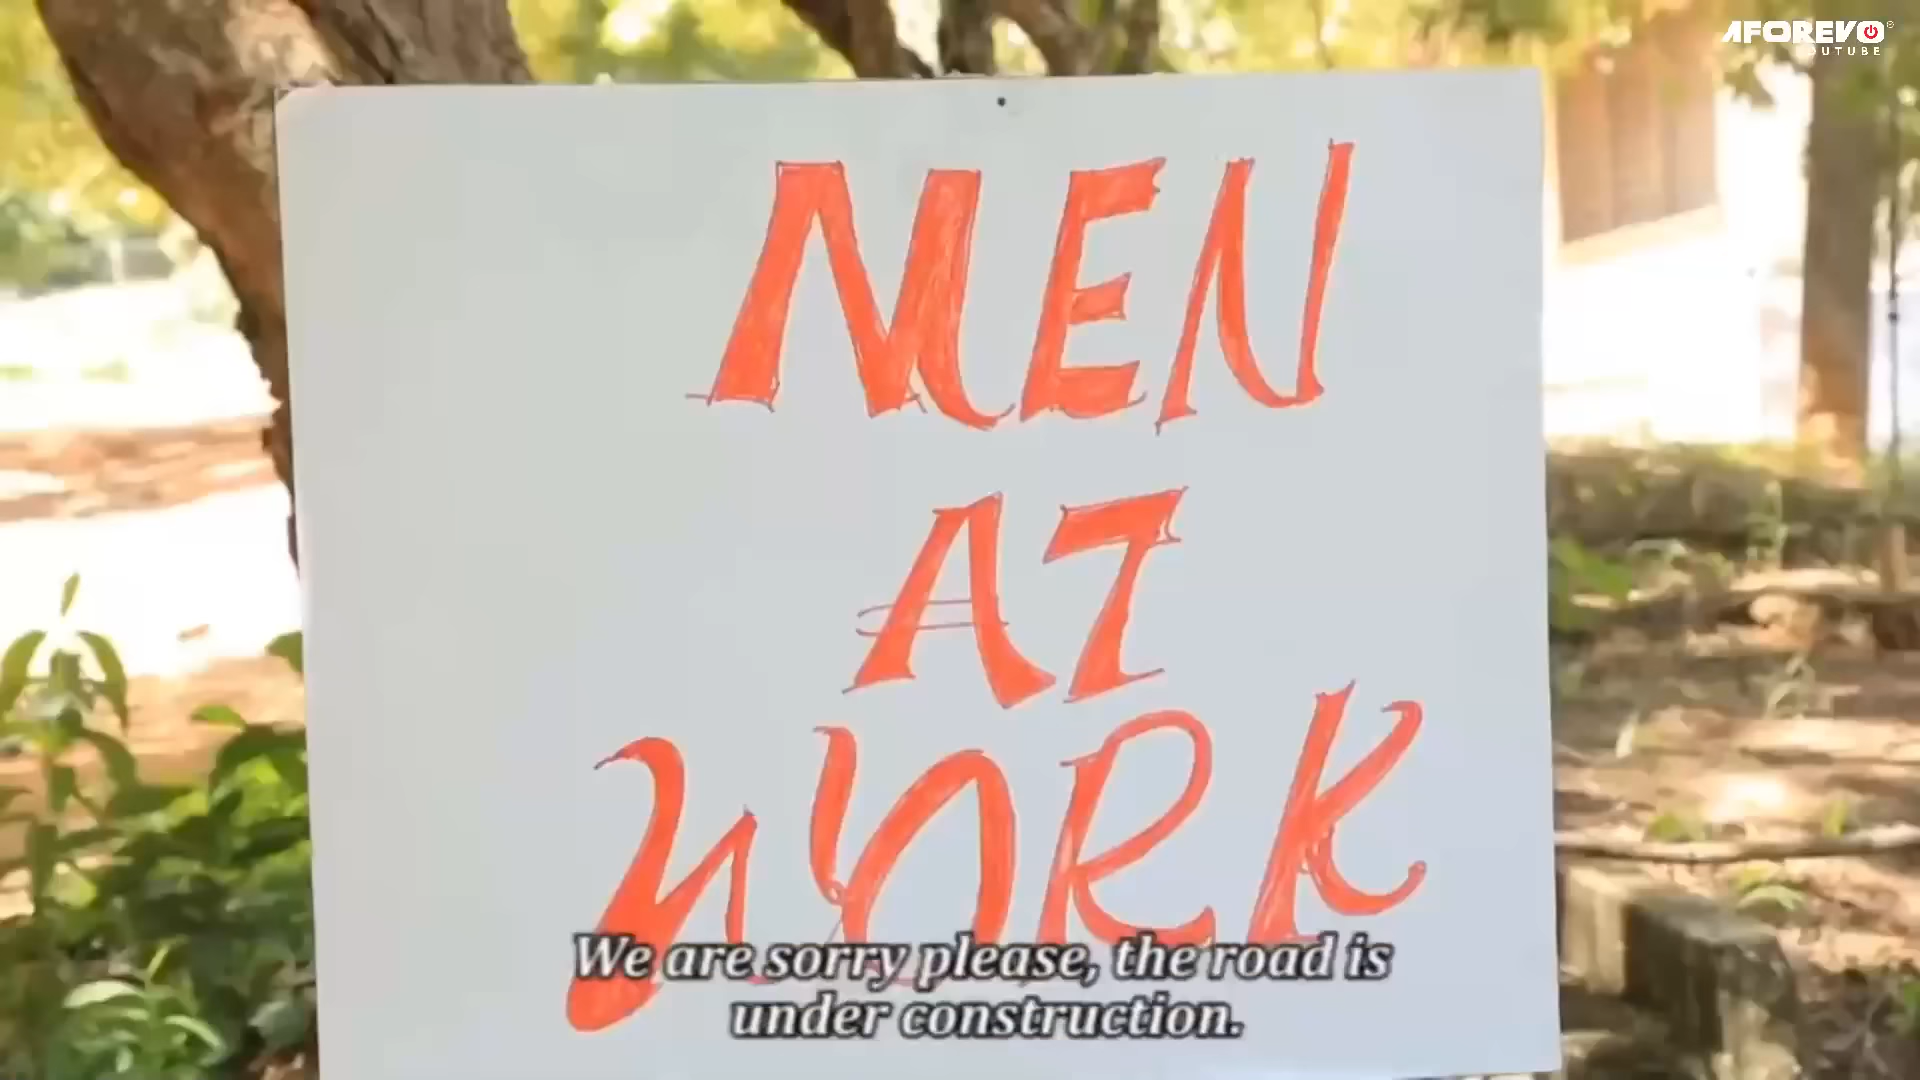 AFOREVO
YOUTUBE
MEN
AT
WORK
We are sorry please, the road is
under construction.